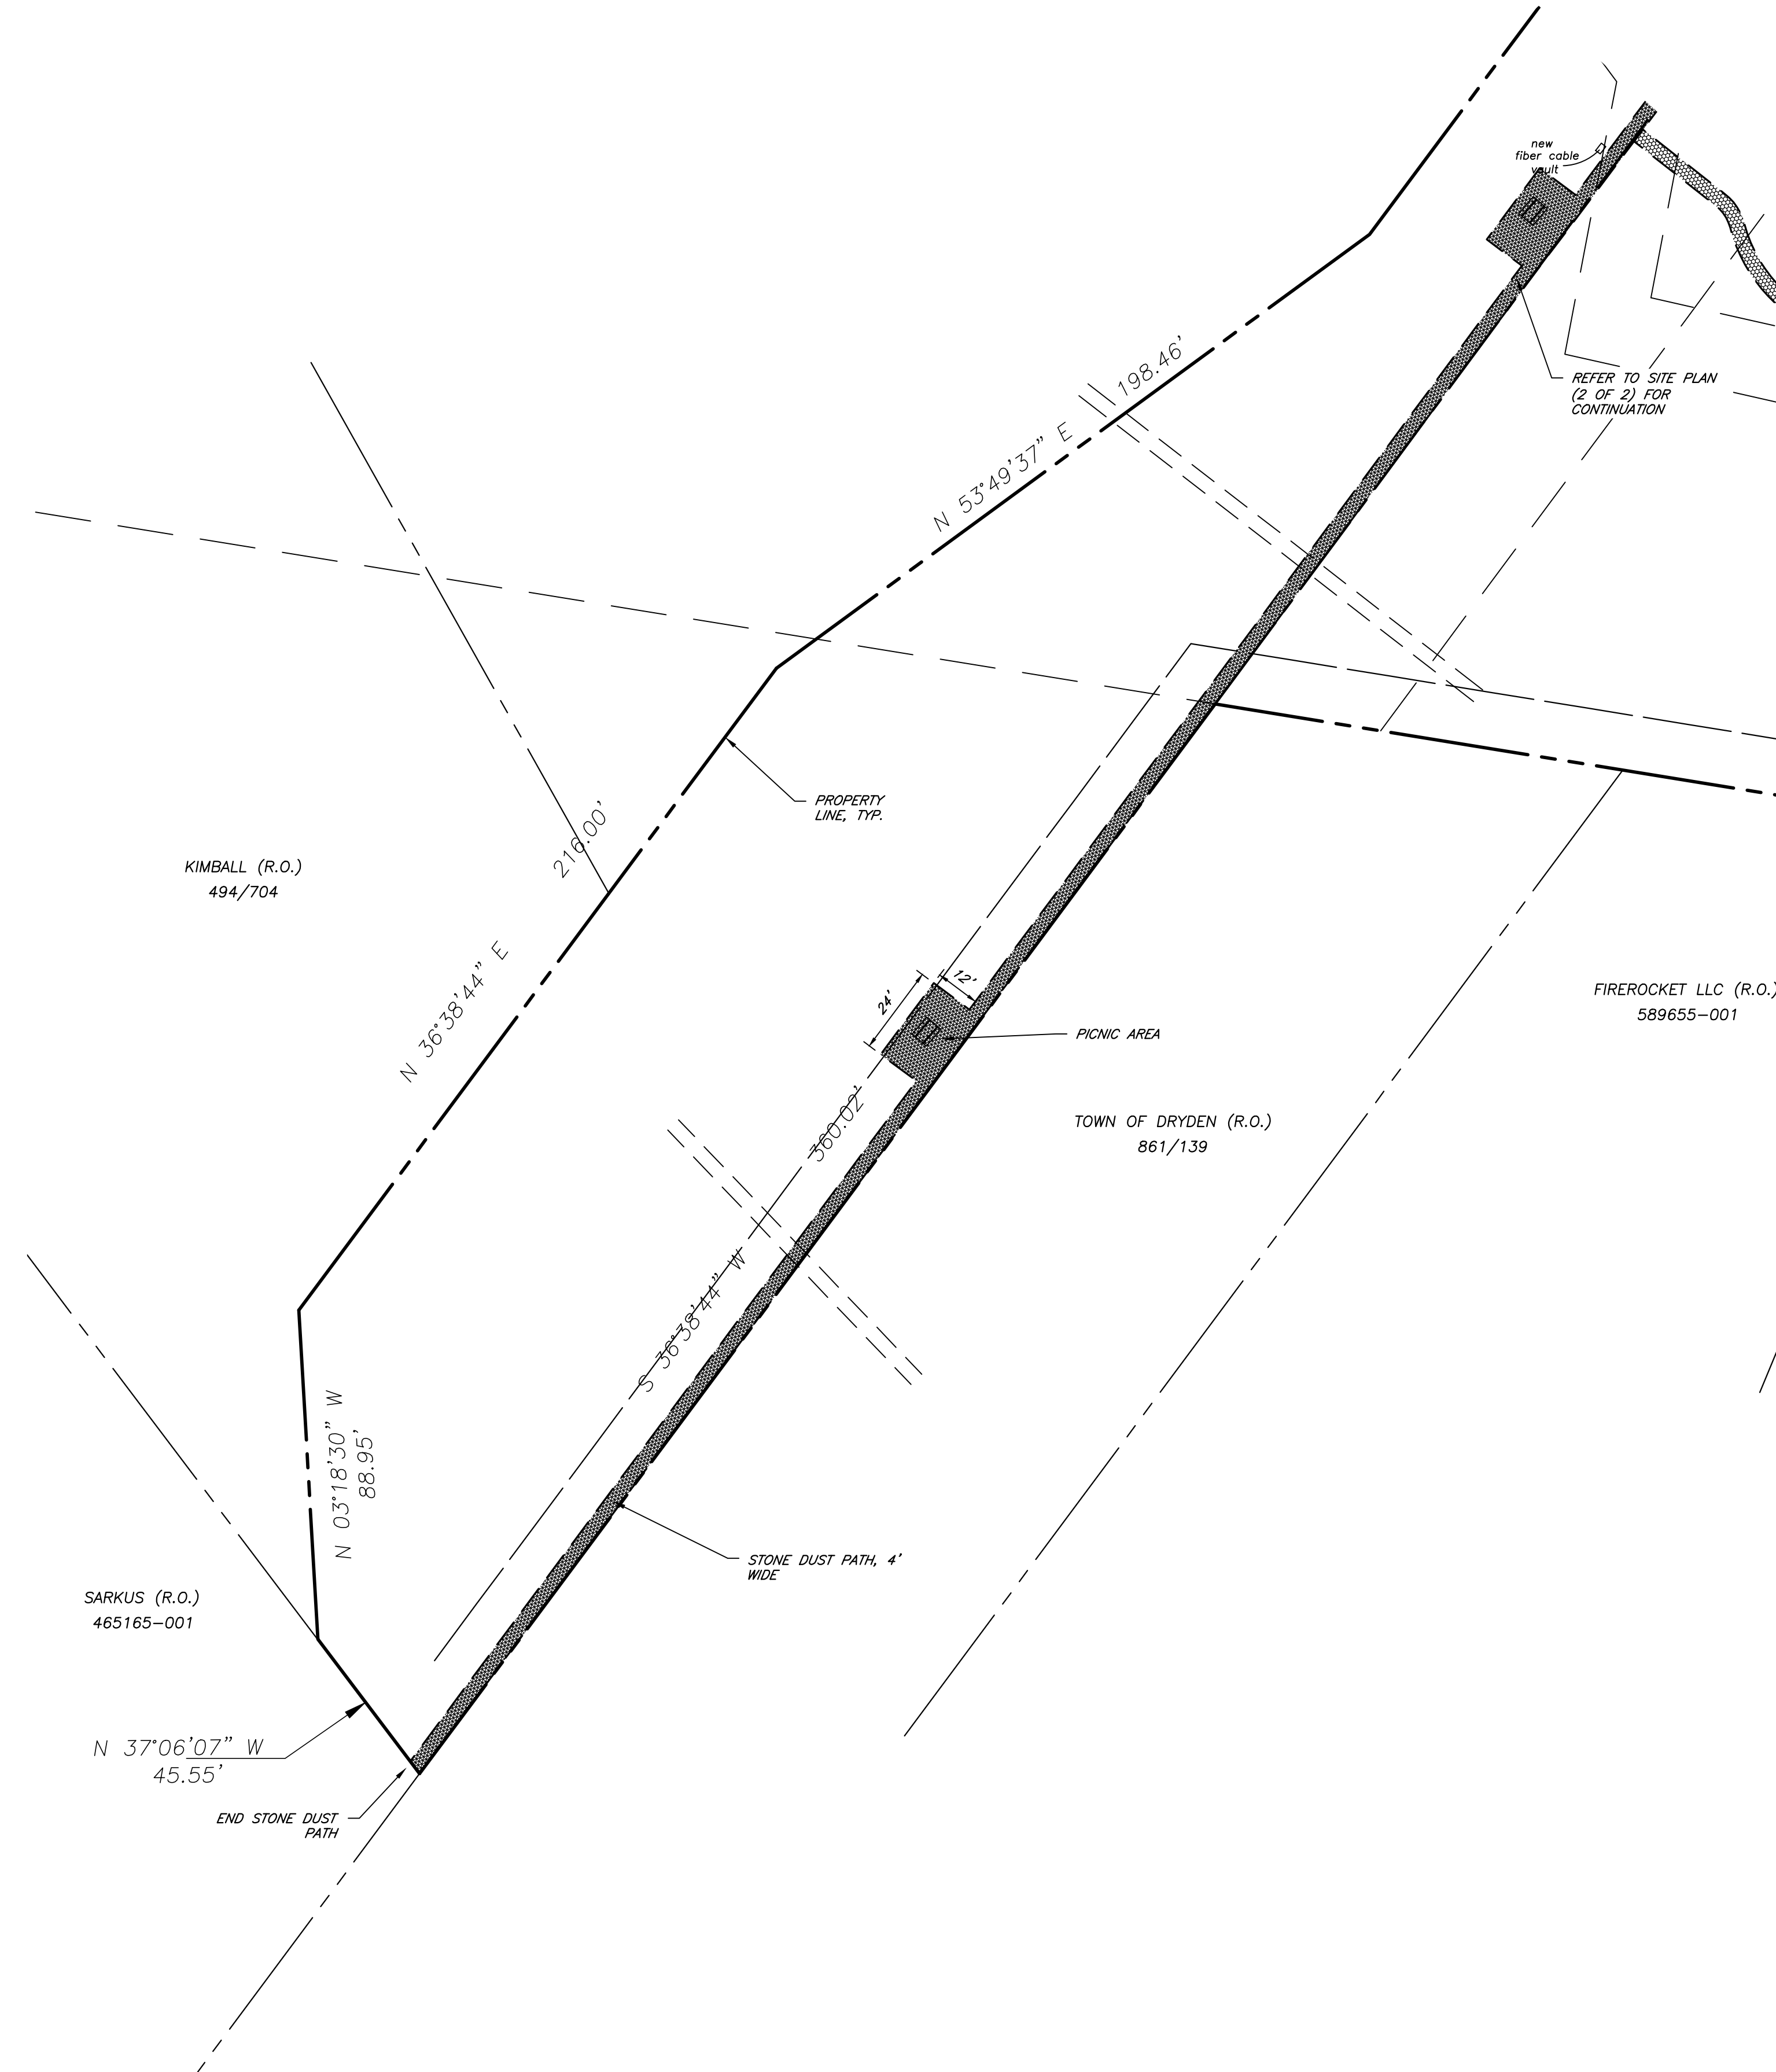 new
fiber cable
vault
REFER TO SITE PLAN
(2 OF 2) FOR
CONTINUATION
198.46'
N 53°49'37" E
PROPERTY
LINE, TYP.
216.00'
KIMBALL (R.O.)
494/704
N 36°38'44" E
12'
24'
PICNIC AREA
FIREROCKET LLC (R.O.)
589655-001
360.02'
TOWN OF DRYDEN (R.O.)
861/139
S 36°38'44" W
N 03°18'30" W
88.95'
STONE DUST PATH, 4'
WIDE
SARKUS (R.O.)
465165-001
N 37°06'07" W
45.55'
END STONE DUST
PATH